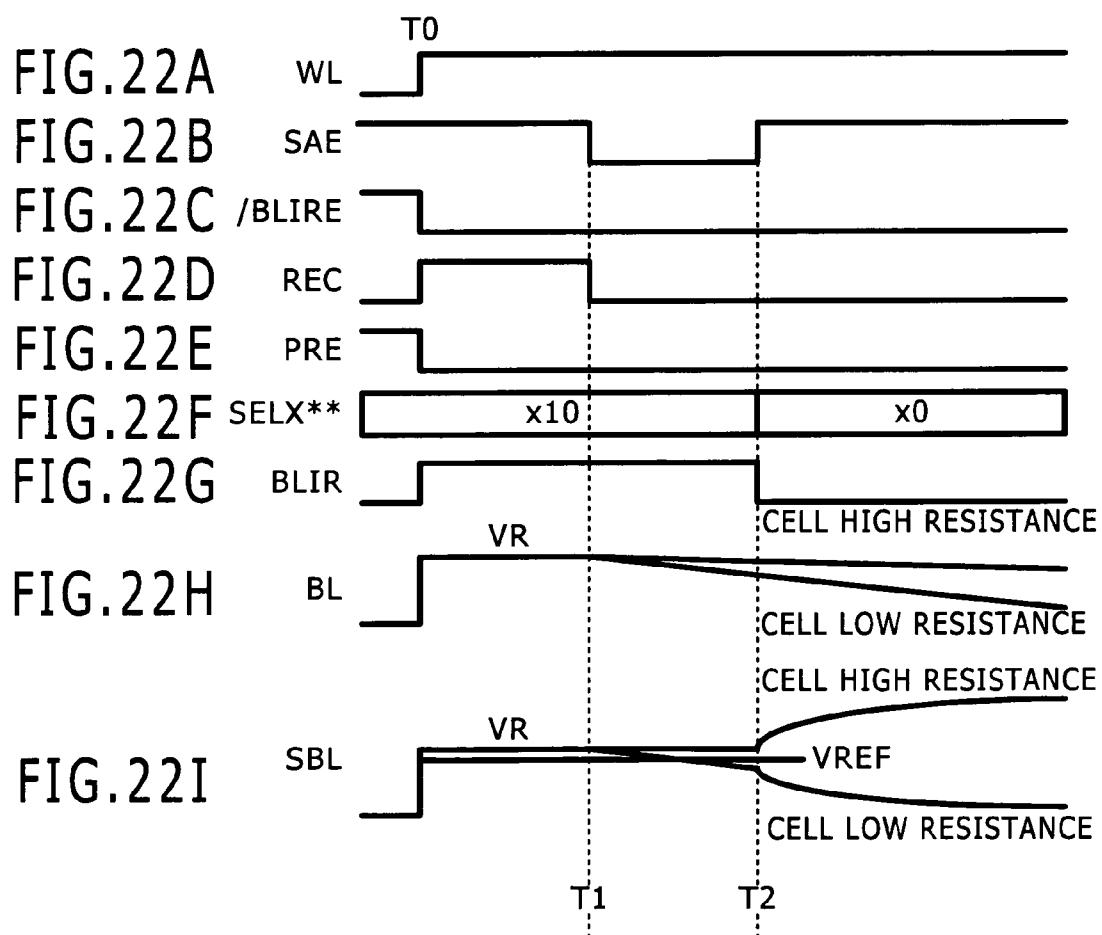 T0
FIG.22A WL
FIG.22B SAE
FIG.22C /BLIRE
FIG.22D REC
FIG.22E PRE
FIG.22F SELX** x10 x0
FIG.22G BLIR
CELL HIGH RESISTANCE
VR
FIG.22H BL
CELL LOW RESISTANCE
CELL HIGH RESISTANCE
VR
FIG.22I SBL VREF
CELL LOW RESISTANCE
T1 T2